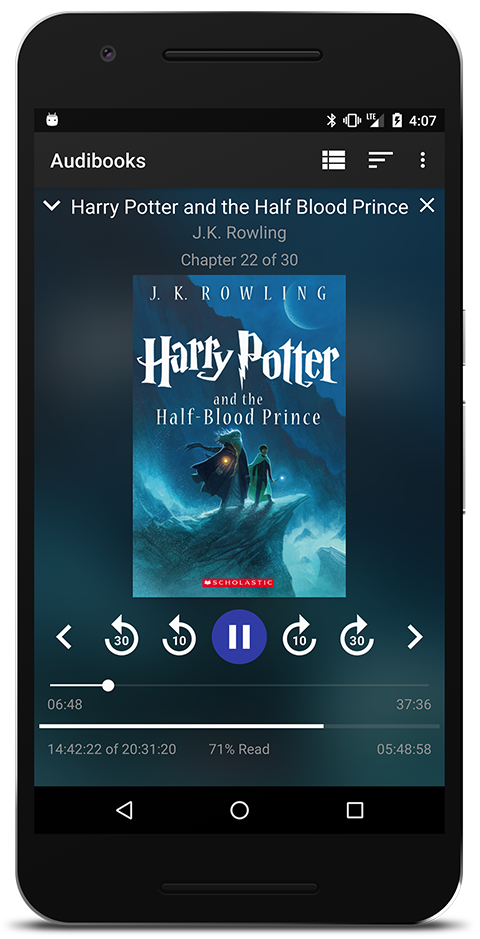 LTE 4:07
Audibooks
Harry Potter and the Half Blood Prince
J.K. Rowling
Chapter 22 of 30
J. K. ROWLING
Harry Potter
and the
Half-Blood Prince
SCHOLASTIC
30 10 10 30
06:48 37:36
14:42:22 of 20:31:20 71% Read 05:48:58